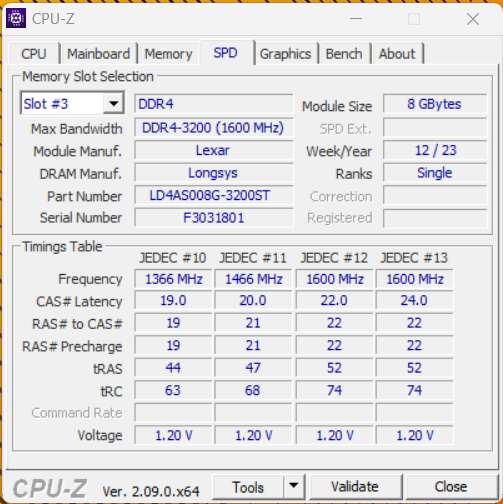 CPU-Z
CPU Mainboard Memory SPD Graphics Bench About
Memory Slot Selection
Slot #3 DDR4 Module Size 8 GBytes
Max Bandwidth DDR4-3200 (1600 MHz) SPD Ext.
Module Manuf. Lexar Week/Year 12 / 23
DRAM Manuf. Longsys Ranks Single
Part Number LD4AS008G-3200ST Correction
Serial Number F3031801 Registered
Timings Table
JEDEC #10 JEDEC #11 JEDEC #12 JEDEC #13
Frequency 1366 MHz 1466 MHz 1600 MHz 1600 MHz
CAS# Latency 19.0 20.0 22.0 24.0
RAS# to CAS# 19 21 22 22
RAS# Precharge 19 21 22 22
tRAS 44 47 52 52
tRC 63 68 74 74
Command Rate
Voltage 1.20 V 1.20 V 1.20 V 1.20 V
CPU-Z Ver. 2.09.0.x64 Tools Validate Close